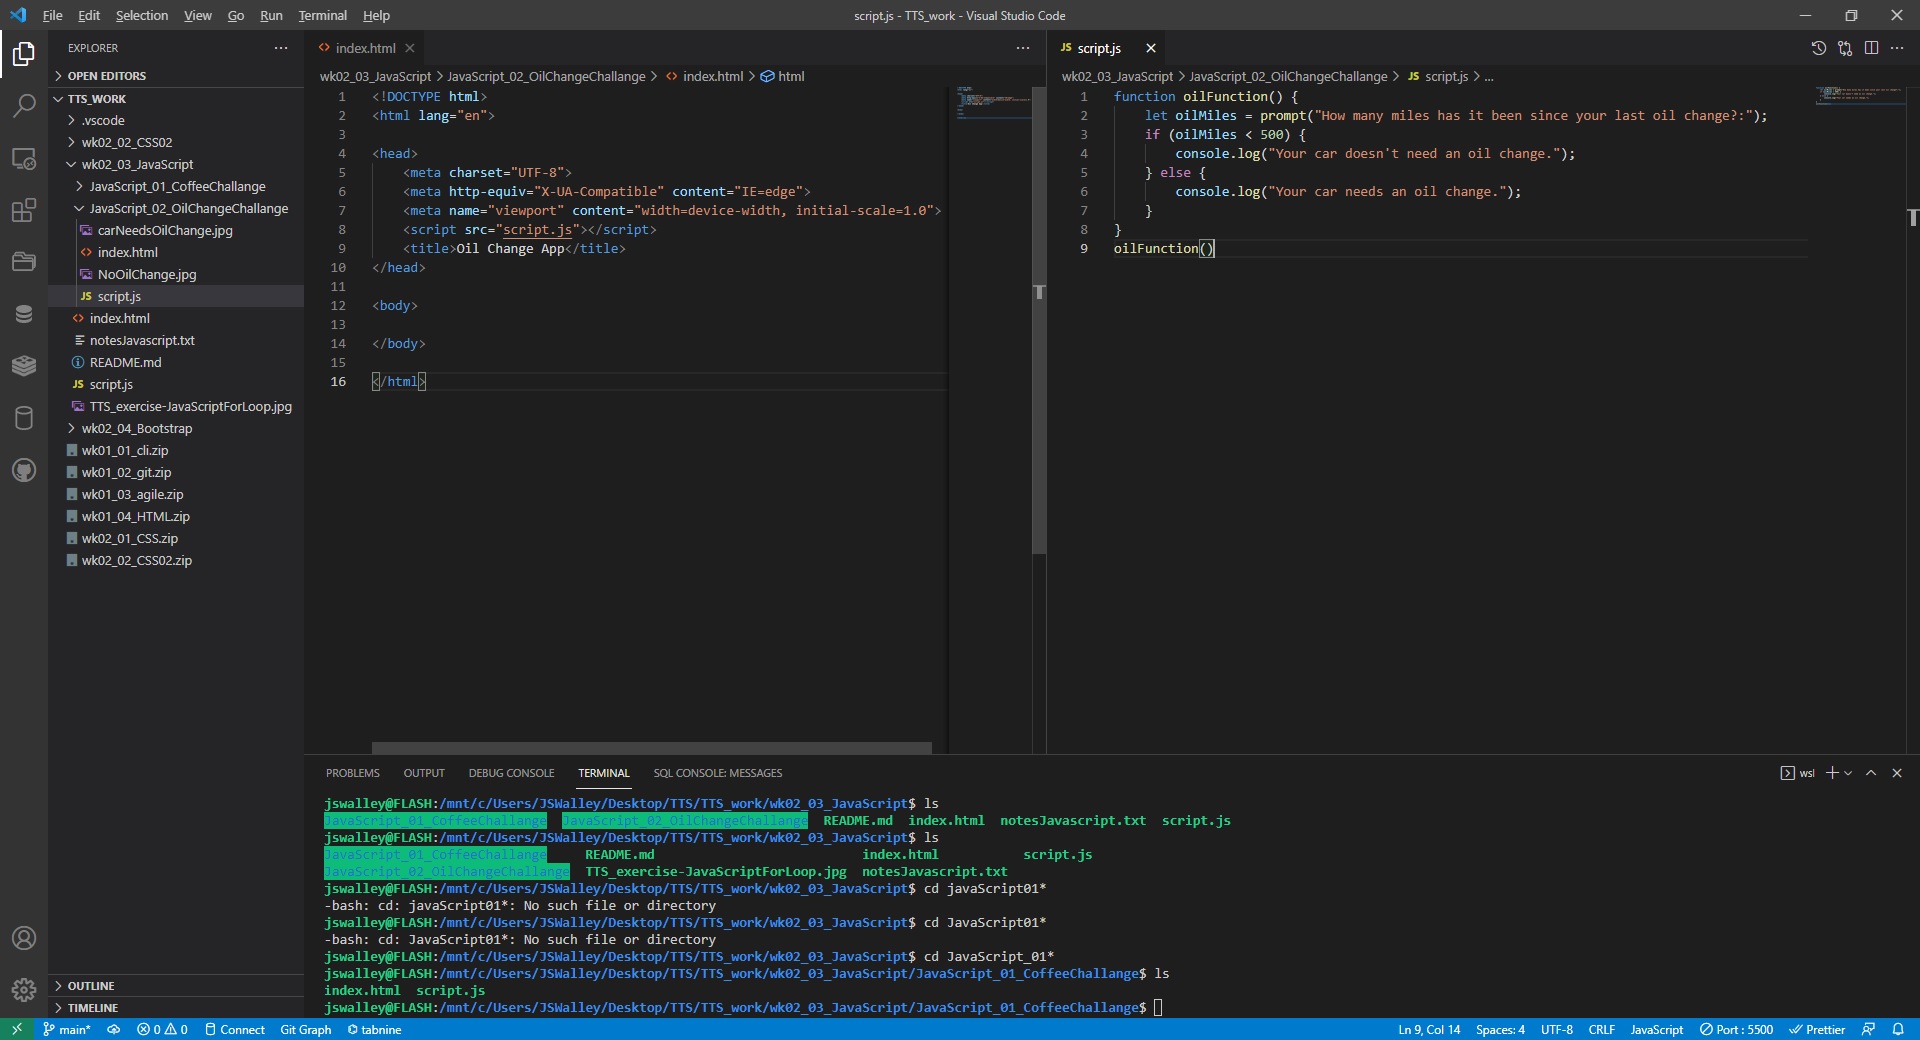 File Edit Selection View Go Run Terminal Help
script.js - TTS_work - Visual Studio Code
EXPLORER
OPEN EDITORS
TTS_WORK
.vscode
wk02_02_CSS02
wk02_03_JavaScript
JavaScript_01_CoffeeChallange
JavaScript_02_OilChangeChallange
carNeedsOilChange.jpg
index.html
NoOilChange.jpg
JS script.js
index.html
notesJavascript.txt
README.md
JS script.js
TTS_exercise-JavaScriptForLoop.jpg
wk02_04_Bootstrap
wk01_01_cli.zip
wk01_02_git.zip
wk01_03_agile.zip
wk01_04_HTML.zip
wk02_01_CSS.zip
wk02_02_CSS02.zip
OUTLINE
TIMELINE
index.html
wk02_03_JavaScript > JavaScript_02_OilChangeChallange > index.html > html
1 <!DOCTYPE html>
2 <html lang="en">
3
4 <head>
5 <meta charset="UTF-8">
6 <meta http-equiv="X-UA-Compatible" content="IE=edge">
7 <meta name="viewport" content="width=device-width, initial-scale=1.0">
8 <script src="script.js"></script>
9 <title>Oil Change App</title>
10 </head>
11
12 <body>
13
14 </body>
15
16 </html>
JS script.js
wk02_03_JavaScript > JavaScript_02_OilChangeChallange > JS script.js > ...
1 function oilFunction() {
2 let oilMiles = prompt("How many miles has it been since your last oil change?:");
3 if (oilMiles < 500) {
4 console.log("Your car doesn't need an oil change.");
5 } else {
6 console.log("Your car needs an oil change.");
7 }
8 }
9 oilFunction()
PROBLEMS OUTPUT DEBUG CONSOLE TERMINAL SQL CONSOLE: MESSAGES
wsl
jswalley@FLASH:/mnt/c/Users/JSWalley/Desktop/TTS/TTS_work/wk02_03_JavaScript$ ls
JavaScript_01_CoffeeChallange JavaScript_02_OilChangeChallange README.md index.html notesJavascript.txt script.js
jswalley@FLASH:/mnt/c/Users/JSWalley/Desktop/TTS/TTS_work/wk02_03_JavaScript$ ls
JavaScript_01_CoffeeChallange README.md index.html script.js
JavaScript_02_OilChangeChallange TTS_exercise-JavaScriptForLoop.jpg notesJavascript.txt
jswalley@FLASH:/mnt/c/Users/JSWalley/Desktop/TTS/TTS_work/wk02_03_JavaScript$ cd javaScript01*
-bash: cd: javaScript01*: No such file or directory
jswalley@FLASH:/mnt/c/Users/JSWalley/Desktop/TTS/TTS_work/wk02_03_JavaScript$ cd JavaScript01*
-bash: cd: JavaScript01*: No such file or directory
jswalley@FLASH:/mnt/c/Users/JSWalley/Desktop/TTS/TTS_work/wk02_03_JavaScript$ cd JavaScript_01*
jswalley@FLASH:/mnt/c/Users/JSWalley/Desktop/TTS/TTS_work/wk02_03_JavaScript/JavaScript_01_CoffeeChallange$ ls
index.html script.js
jswalley@FLASH:/mnt/c/Users/JSWalley/Desktop/TTS/TTS_work/wk02_03_JavaScript/JavaScript_01_CoffeeChallange$
main* 0 0 Connect Git Graph tabnine
Ln 9, Col 14 Spaces: 4 UTF-8 CRLF JavaScript Port : 5500 Prettier